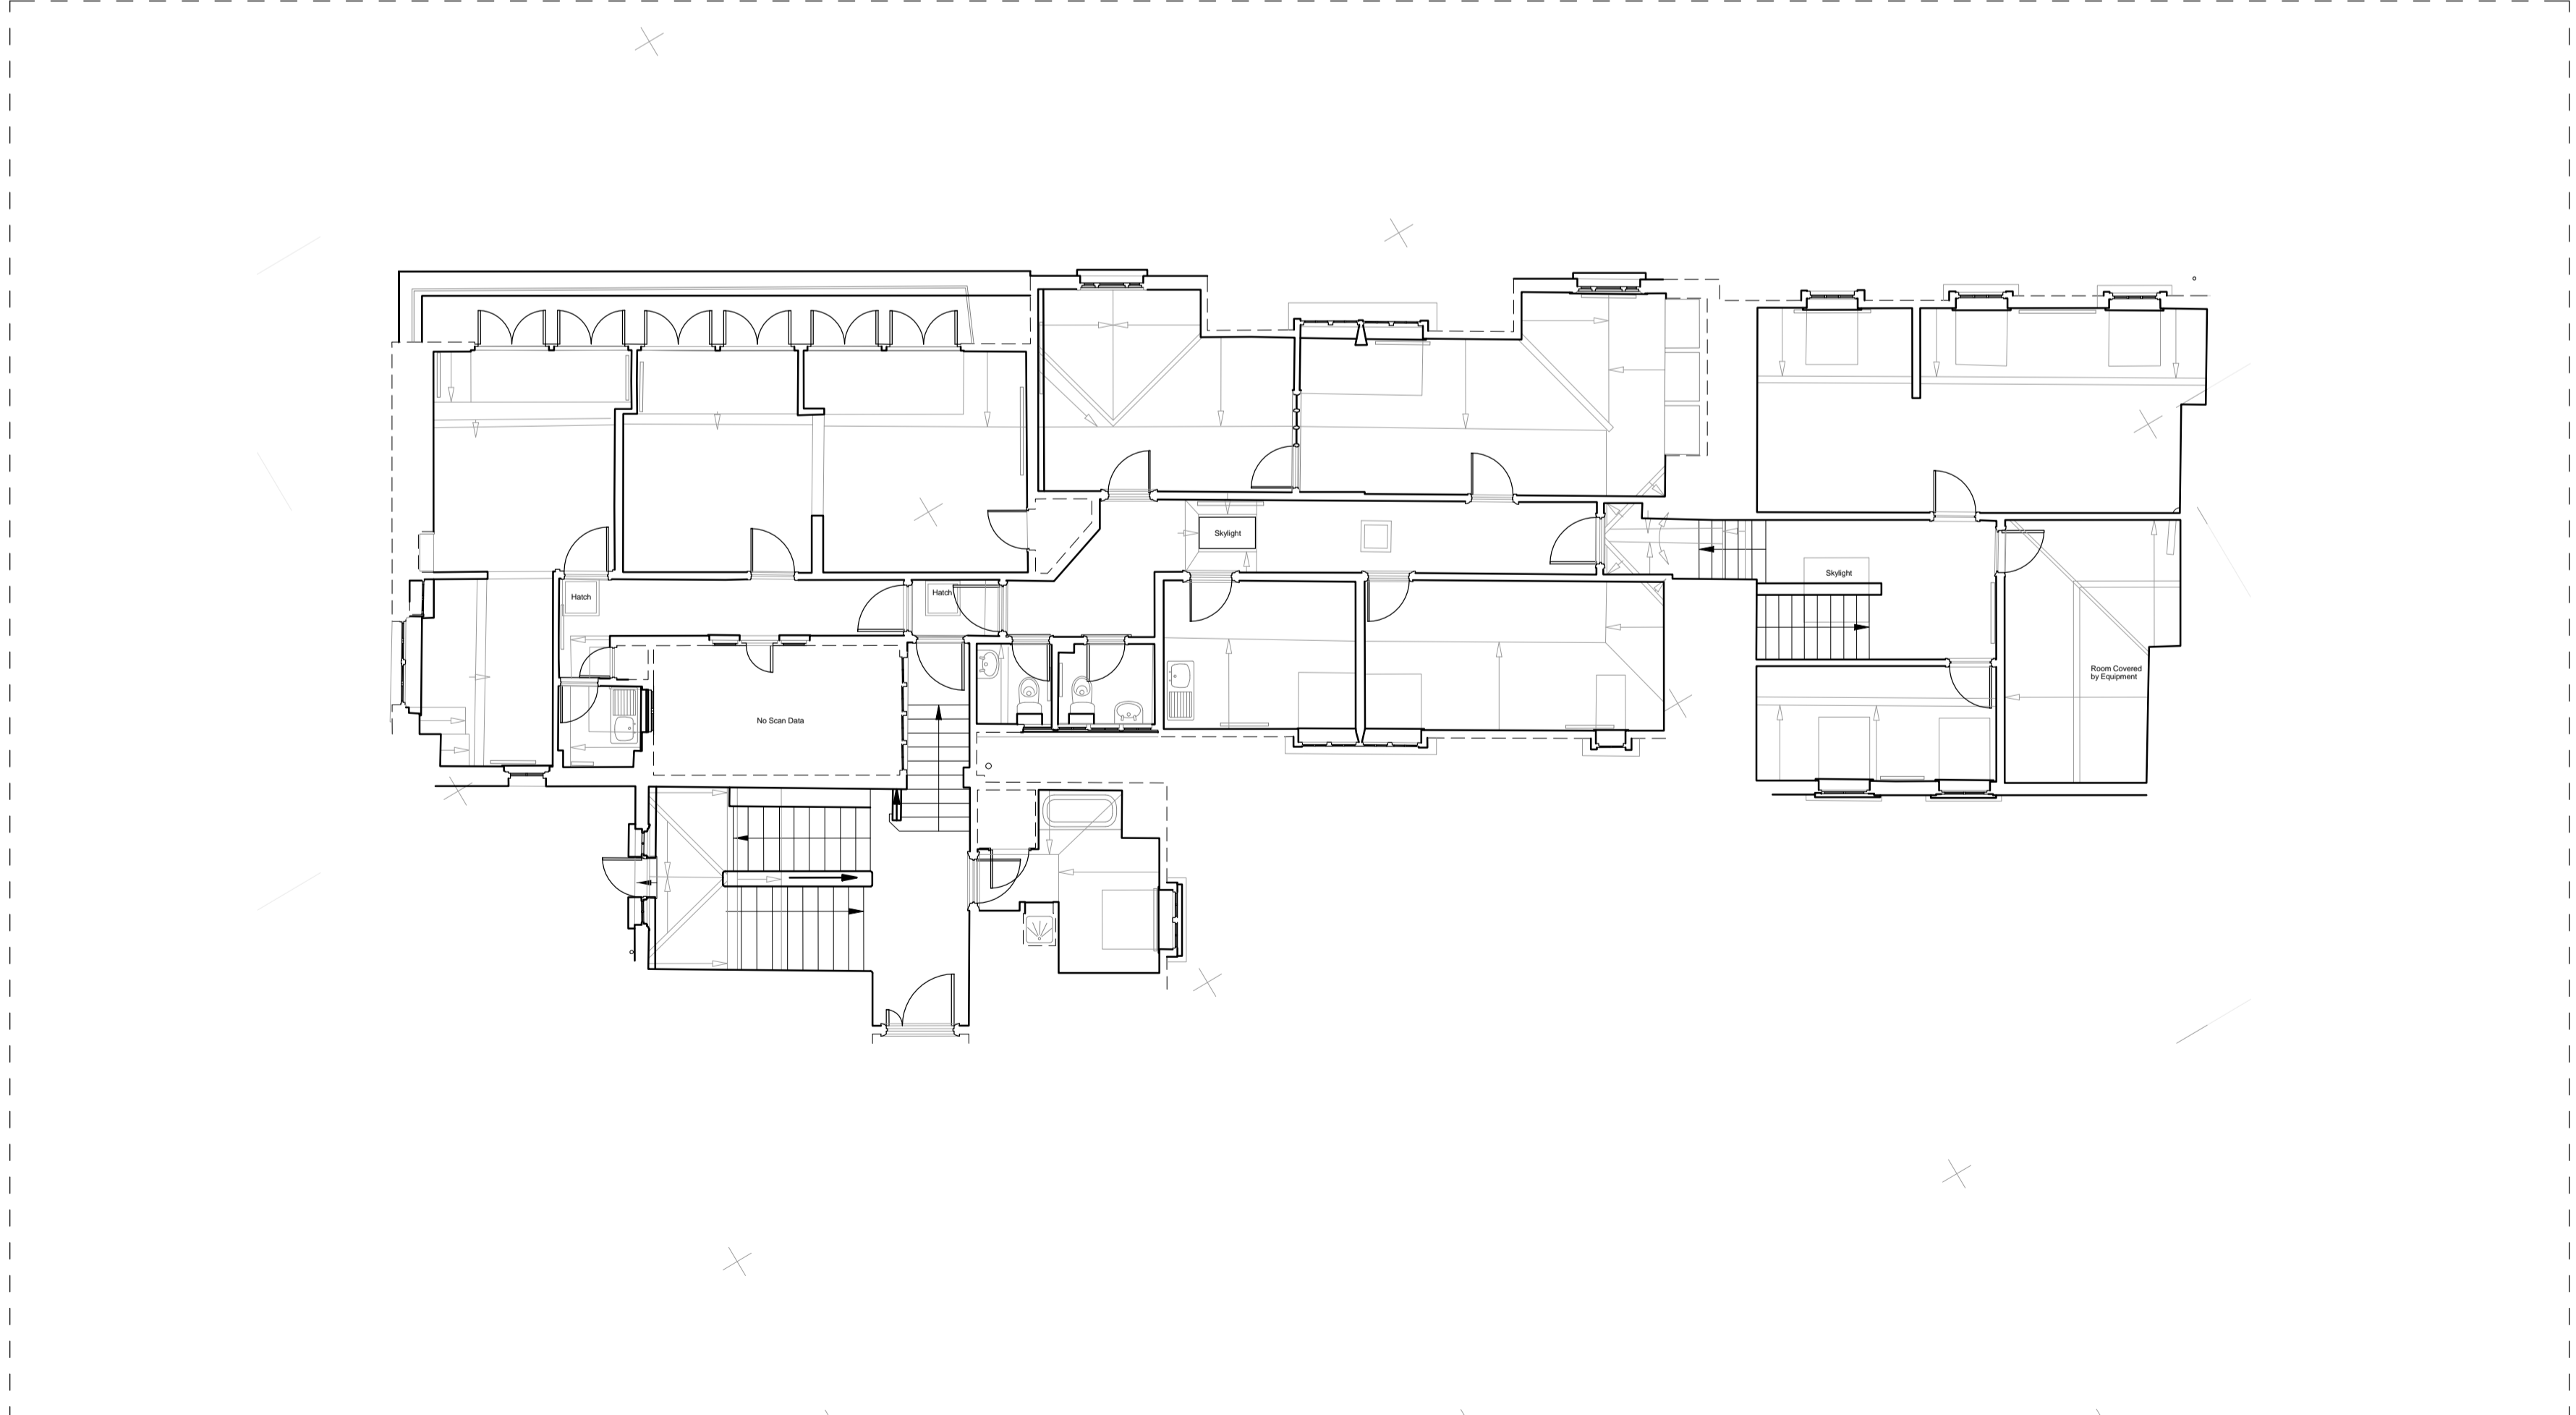 Skylight
Skylight
Hatch
Hatch
Room Covered
by Equipment
No Scan Data